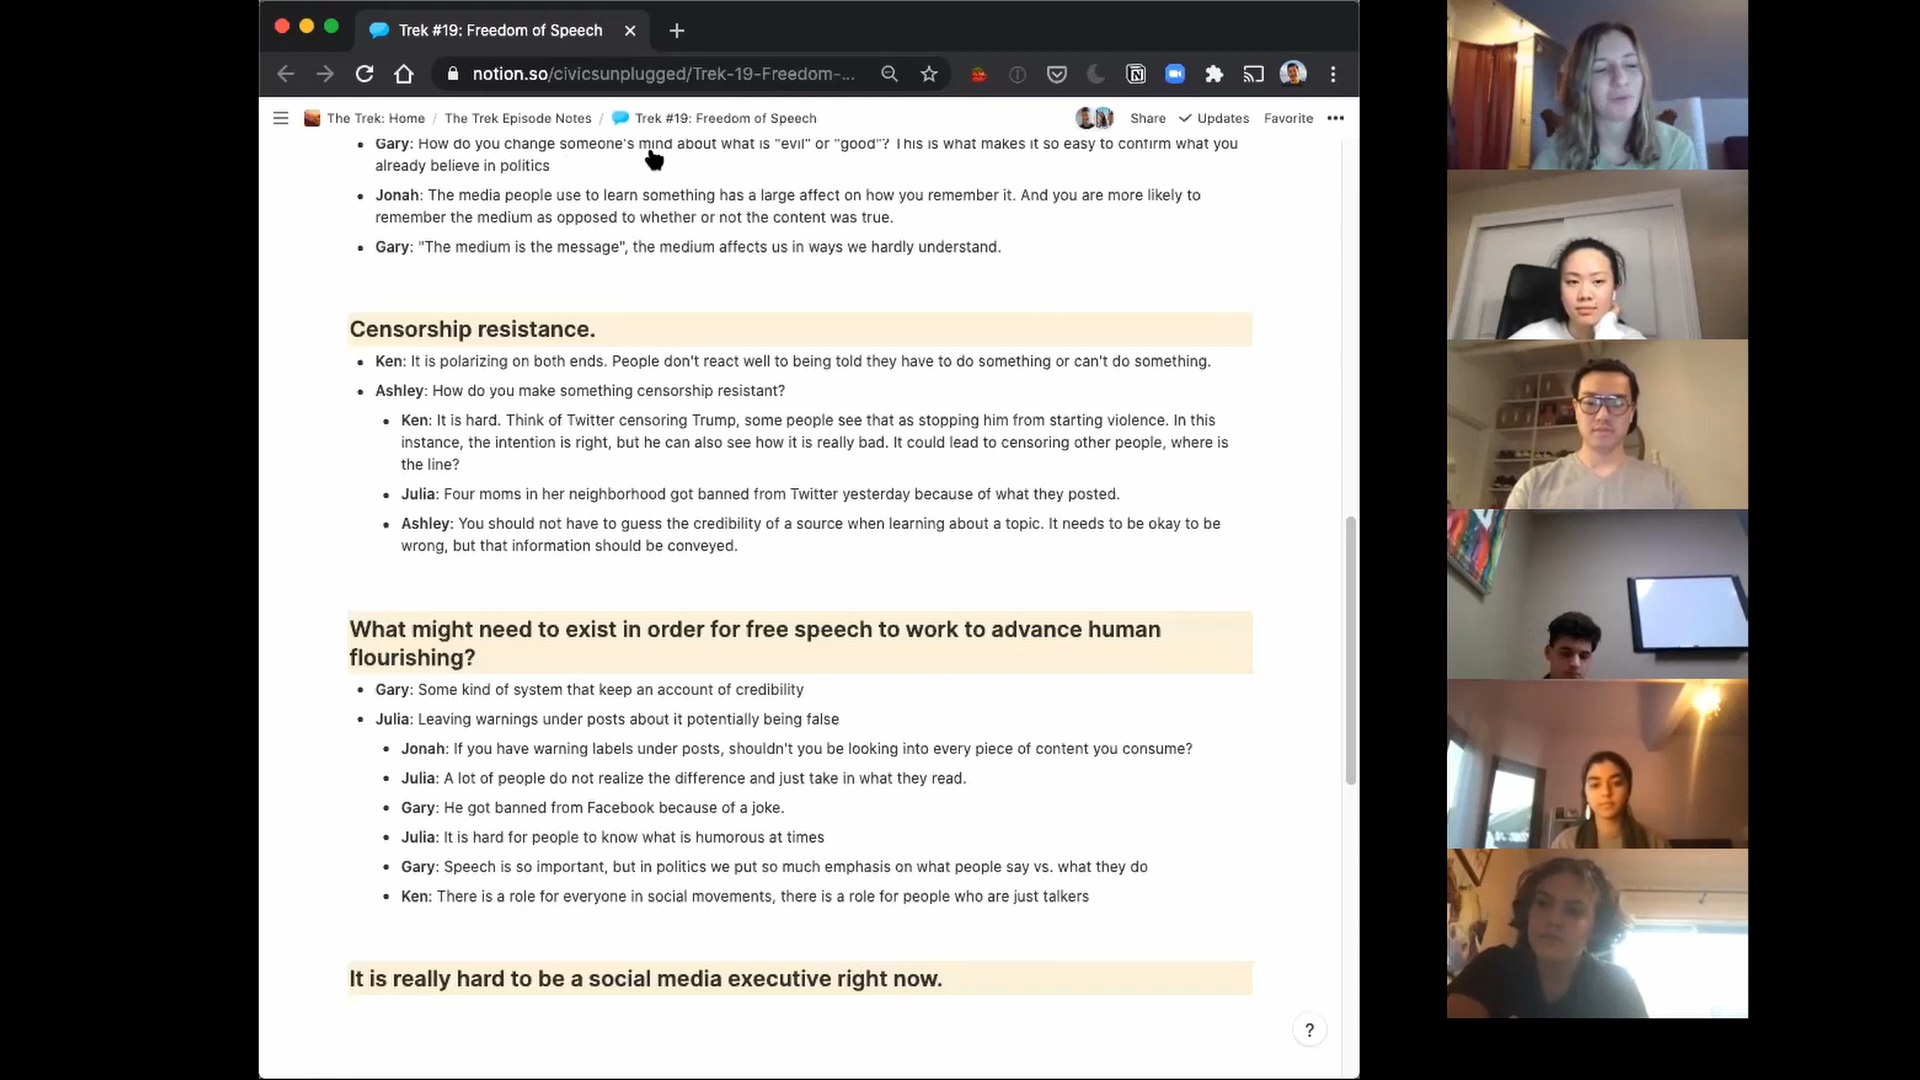 Trek #19: Freedom of Speech
notion.so/civicsunplugged/Trek-19-Freedom-...
The Trek: Home / The Trek Episode Notes / Trek #19: Freedom of Speech Share Updates Favorite
Gary: How do you change someone's mind about what is "evil" or "good"? This is what makes it so easy to confirm what you
already believe in politics
Jonah: The media people use to learn something has a large affect on how you remember it. And you are more likely to
remember the medium as opposed to whether or not the content was true.
Gary: "The medium is the message", the medium affects us in ways we hardly understand.
Censorship resistance.
Ken: It is polarizing on both ends. People don't react well to being told they have to do something or can't do something.
Ashley: How do you make something censorship resistant?
Ken: It is hard. Think of Twitter censoring Trump, some people see that as stopping him from starting violence. In this
instance, the intention is right, but he can also see how it is really bad. It could lead to censoring other people, where is
the line?
Julia: Four moms in her neighborhood got banned from Twitter yesterday because of what they posted.
Ashley: You should not have to guess the credibility of a source when learning about a topic. It needs to be okay to be
wrong, but that information should be conveyed.
What might need to exist in order for free speech to work to advance human
flourishing?
Gary: Some kind of system that keep an account of credibility
Julia: Leaving warnings under posts about it potentially being false
Jonah: If you have warning labels under posts, shouldn't you be looking into every piece of content you consume?
Julia: A lot of people do not realize the difference and just take in what they read.
Gary: He got banned from Facebook because of a joke.
Julia: It is hard for people to know what is humorous at times
Gary: Speech is so important, but in politics we put so much emphasis on what people say vs. what they do
Ken: There is a role for everyone in social movements, there is a role for people who are just talkers
It is really hard to be a social media executive right now.
?